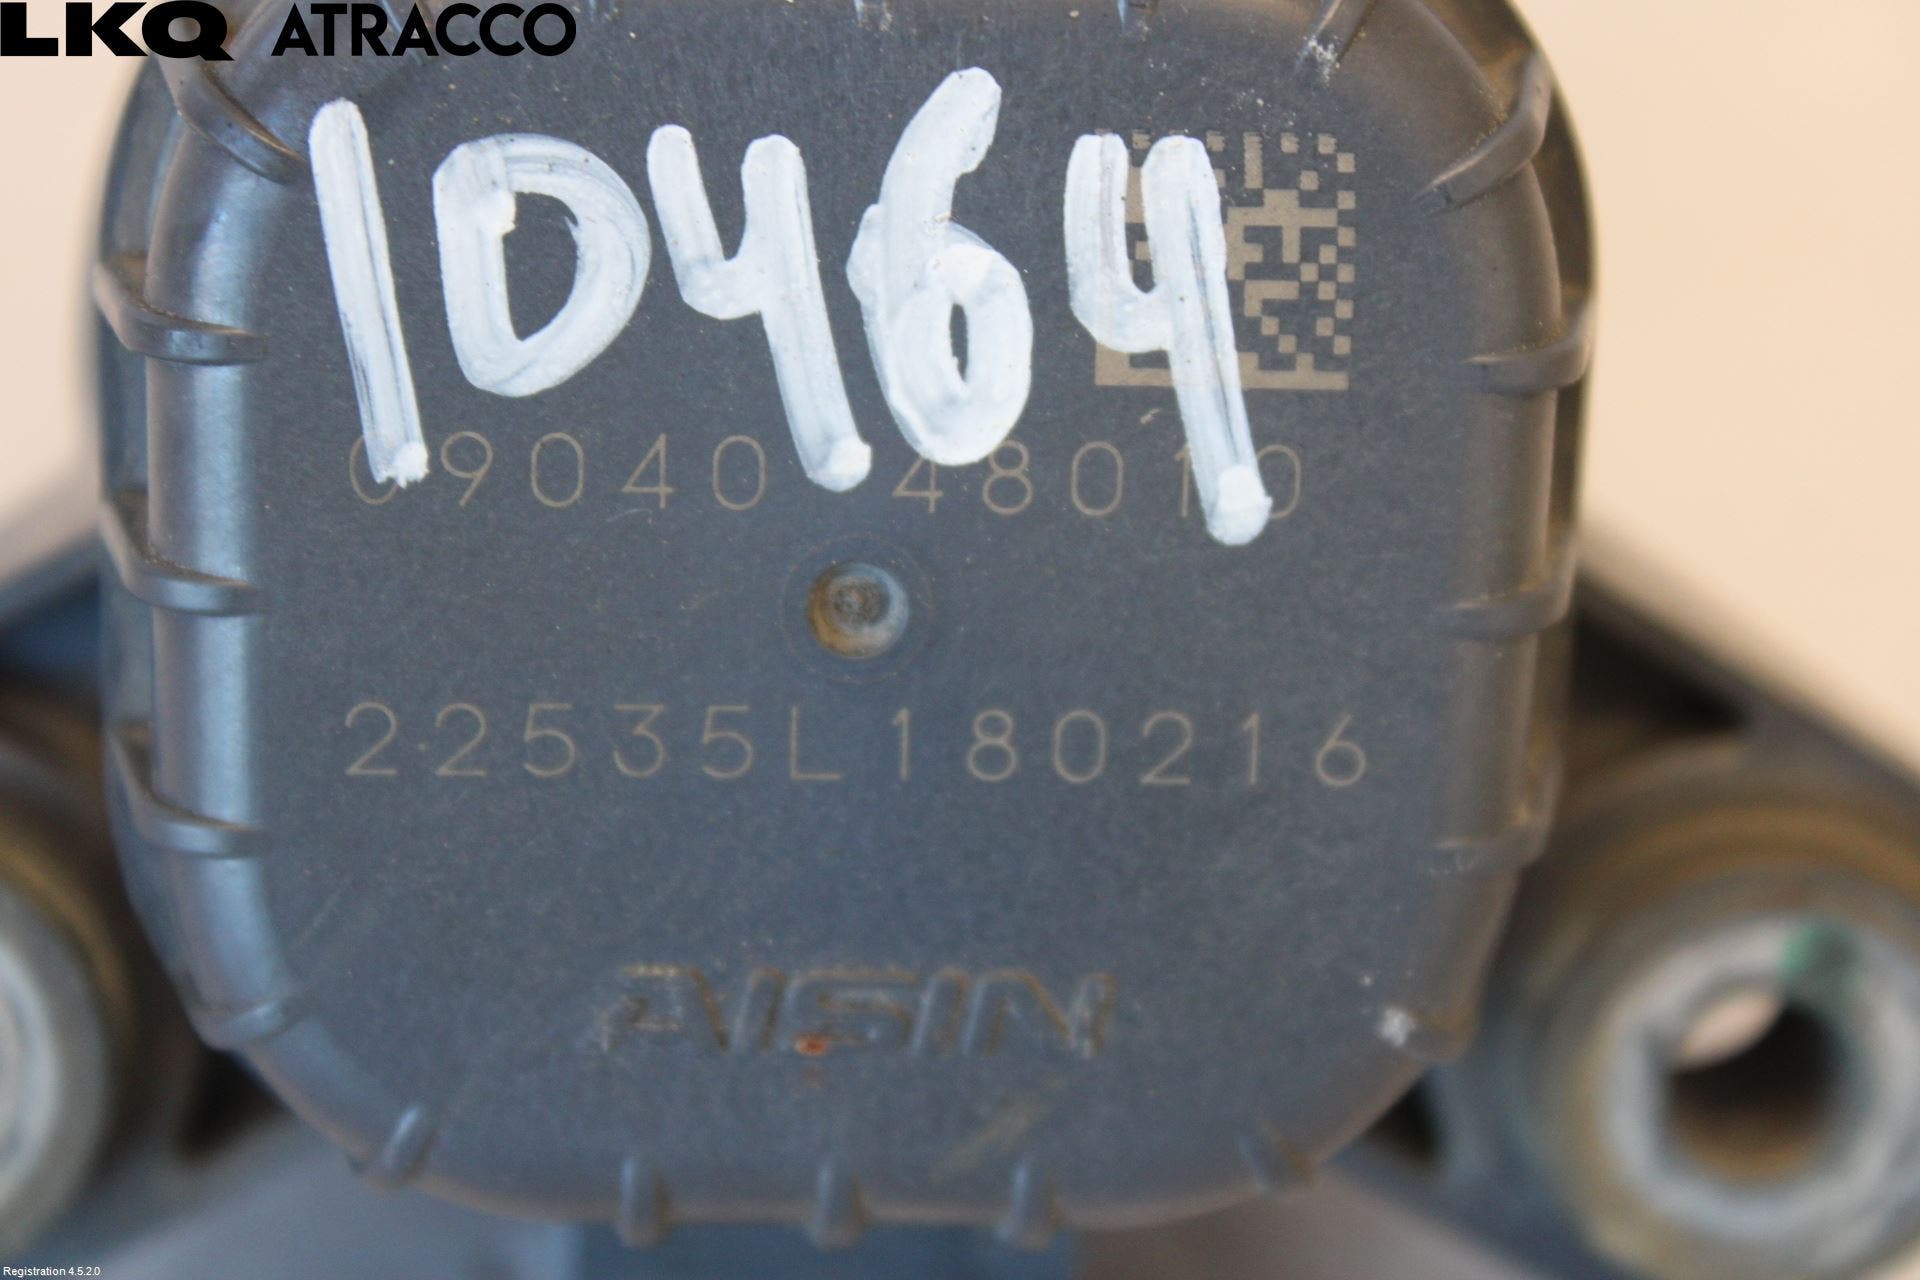 LKQ ATRACCO
10464
09040 48010
22535L180216
AISIN
Registration 4.5.2.0